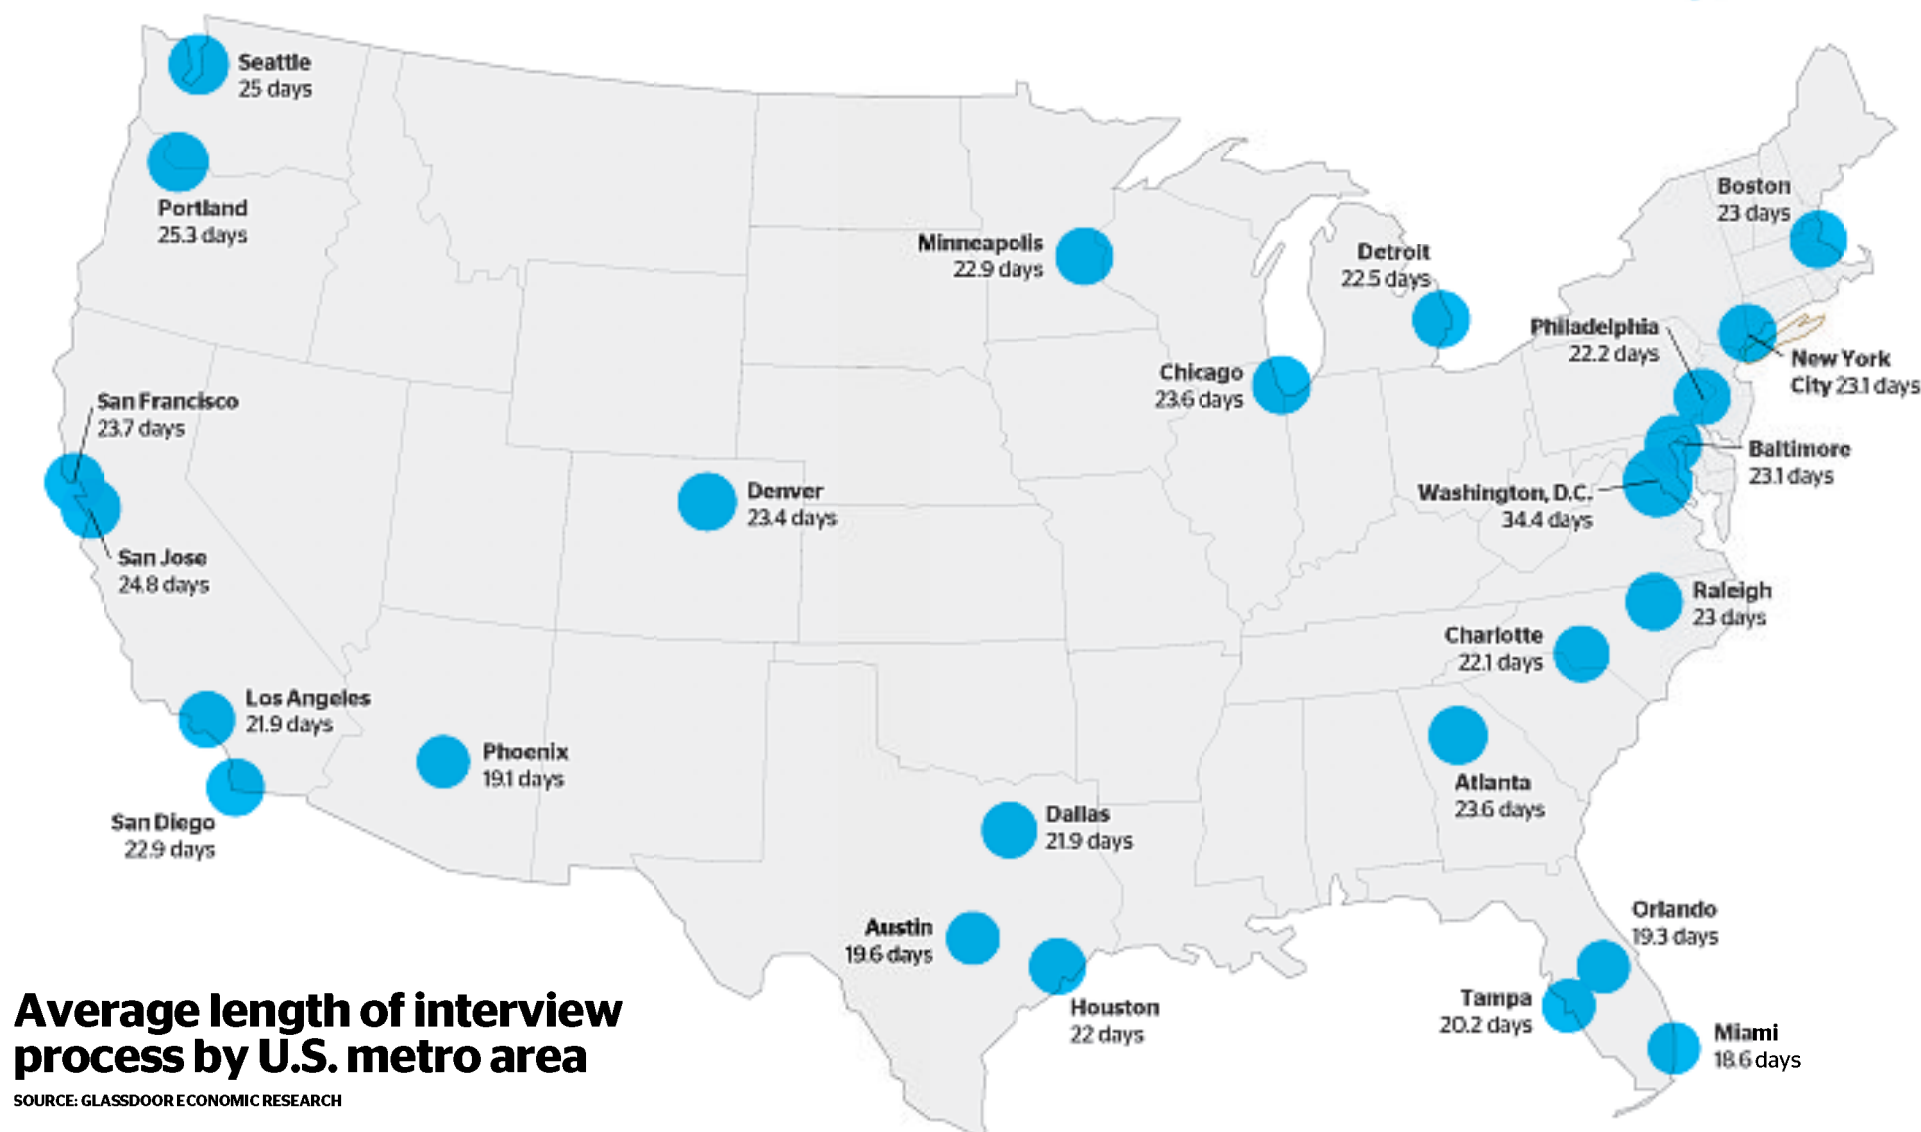 Seattle
25 days
Portland
25.3 days
Boston
23 days
Minneapolis
22.9 days
Detroit
22.5 days
Philadelphia
22.2 days
New York
City 23.1 days
Chicago
23.6 days
San Francisco
23.7 days
Baltimore
23.1 days
Denver
23.4 days
Washington, D.C.
34.4 days
San Jose
24.8 days
Raleigh
23 days
Charlotte
22.1 days
Los Angeles
21.9 days
Phoenix
19.1 days
Atlanta
23.6 days
San Diego
22.9 days
Dallas
21.9 days
Austin
19.6 days
Orlando
19.3 days
Houston
22 days
Tampa
20.2 days
Miami
18.6 days
Average length of interview
process by U.S. metro area
SOURCE: GLASSDOOR ECONOMIC RESEARCH